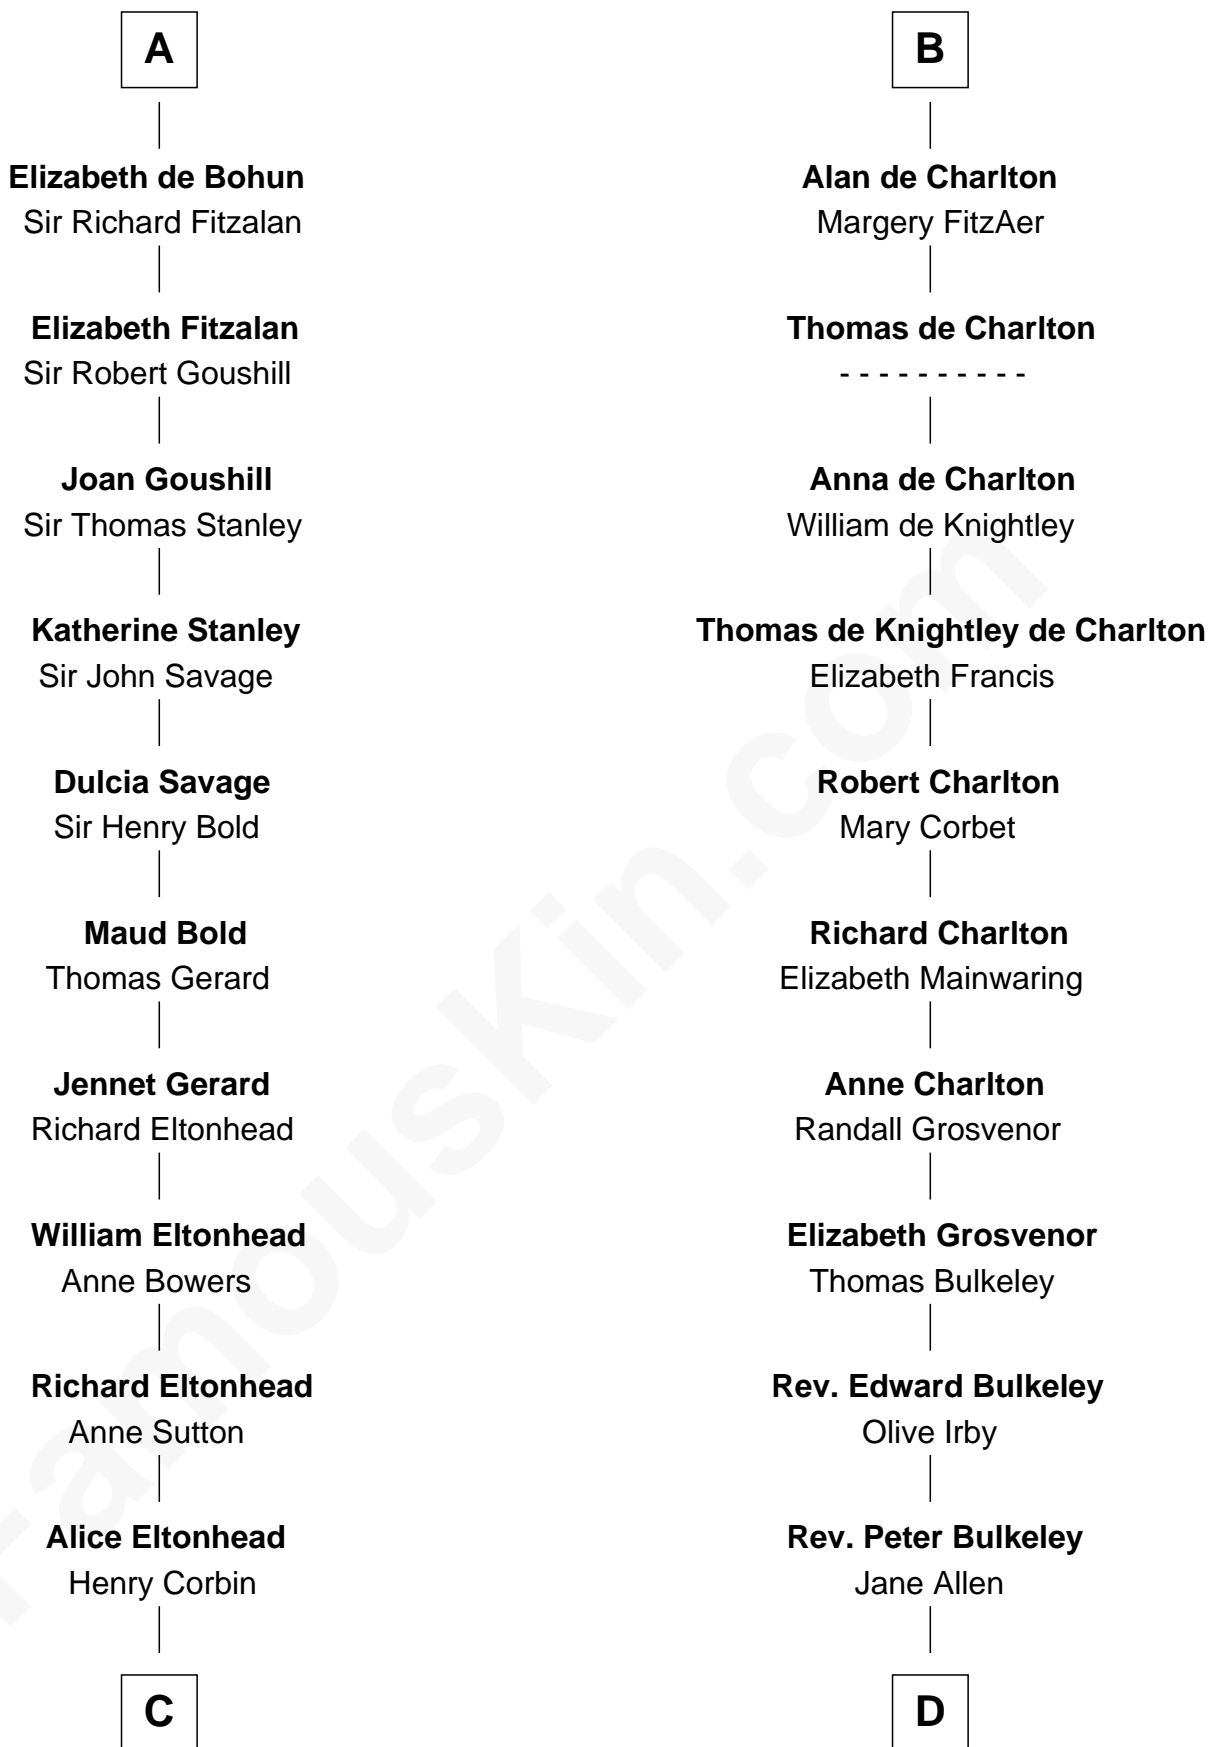 A
Elizabeth de Bohun
Sir Richard Fitzalan
Elizabeth Fitzalan
Sir Robert Goushill
Joan Goushill
Sir Thomas Stanley
Katherine Stanley
Sir John Savage
Dulcia Savage
Sir Henry Bold
Maud Bold
Thomas Gerard
Jennet Gerard
Richard Eltonhead
William Eltonhead
Anne Bowers
Richard Eltonhead
Anne Sutton
Alice Eltonhead
Henry Corbin
C
B
Alan de Charlton
Margery FitzAer
Thomas de Charlton
- - - - - - - - - -
Anna de Charlton
William de Knightley
Thomas de Knightley de Charlton
Elizabeth Francis
Robert Charlton
Mary Corbet
Richard Charlton
Elizabeth Mainwaring
Anne Charlton
Randall Grosvenor
Elizabeth Grosvenor
Thomas Bulkeley
Rev. Edward Bulkeley
Olive Irby
Rev. Peter Bulkeley
Jane Allen
D
FamousKin.com